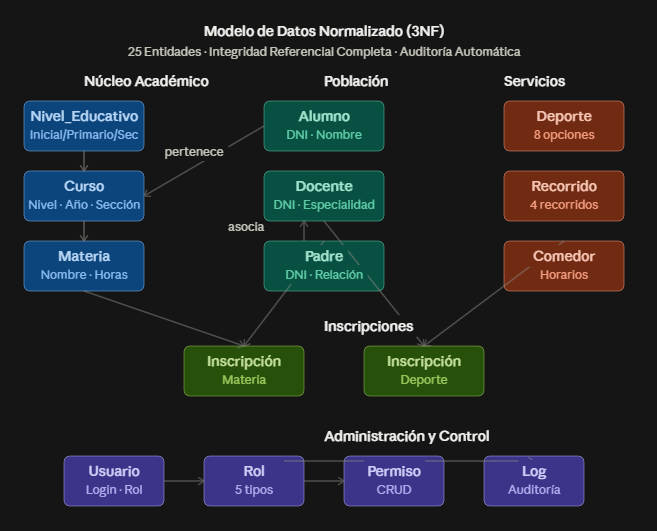 Modelo de Datos Normalizado (3NF)
25 Entidades · Integridad Referencial Completa · Auditoría Automática
Núcleo Académico
Población
Servicios
Nivel_Educativo
Inicial/Primario/Sec
Alumno
DNI · Nombre
Deporte
8 opciones
pertenece
Curso
Nivel · Año · Sección
Docente
DNI · Especialidad
Recorrido
4 recorridos
asocia
Materia
Nombre · Horas
Padre
DNI · Relación
Comedor
Horarios
Inscripciones
Inscripción
Materia
Inscripción
Deporte
Administración y Control
Usuario
Login · Rol
Rol
5 tipos
Permiso
CRUD
Log
Auditoría